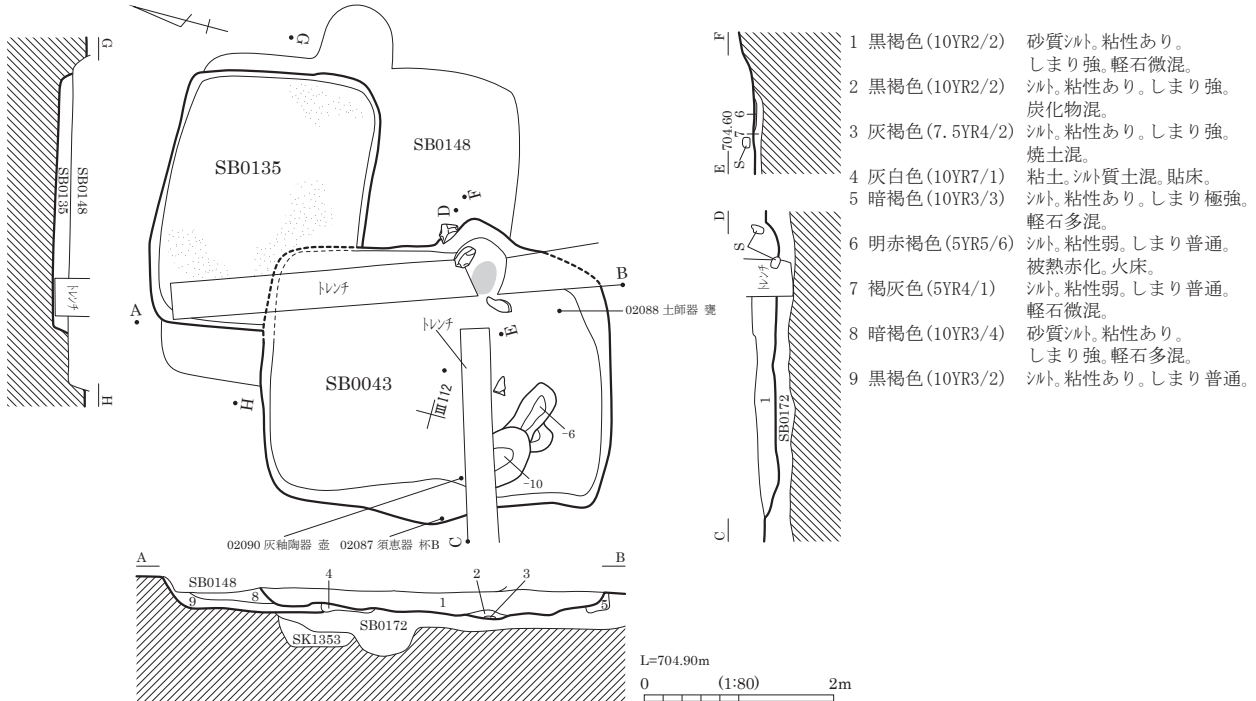 G
G
SB0148
SB0135
SB0148
SB0135
トレンチ
H
A
F
D
トレンチ
B
02088 土師器 甕
トレンチ
E
SB0043
Ⅲ I12
H
-6
-10
02090 灰釉陶器 壺 02087 須恵器 杯B
C
A
B
SB0148
4
2
3
9
8
1
5
SB0172
SK1353
F
704.60
7 6
S
E
D
S
トレンチ
1
SB0172
C
L=704.90m
0 (1:80) 2m
1 黒褐色(10YR2/2) 砂質シルト。粘性あり。
しまり強。軽石微混。
2 黒褐色(10YR2/2) シルト。粘性あり。しまり強。
炭化物混。
3 灰褐色(7.5YR4/2) シルト。粘性あり。しまり強。
焼土混。
4 灰白色(10YR7/1) 粘土。シルト質土混。貼床。
5 暗褐色(10YR3/3) シルト。粘性あり。しまり極強。
軽石多混。
6 明赤褐色(5YR5/6) シルト。粘性弱。しまり普通。
被熱赤化。火床。
7 褐灰色(5YR4/1) シルト。粘性弱。しまり普通。
軽石微混。
8 暗褐色(10YR3/4) 砂質シルト。粘性あり。
しまり強。軽石多混。
9 黒褐色(10YR3/2) シルト。粘性あり。しまり普通。